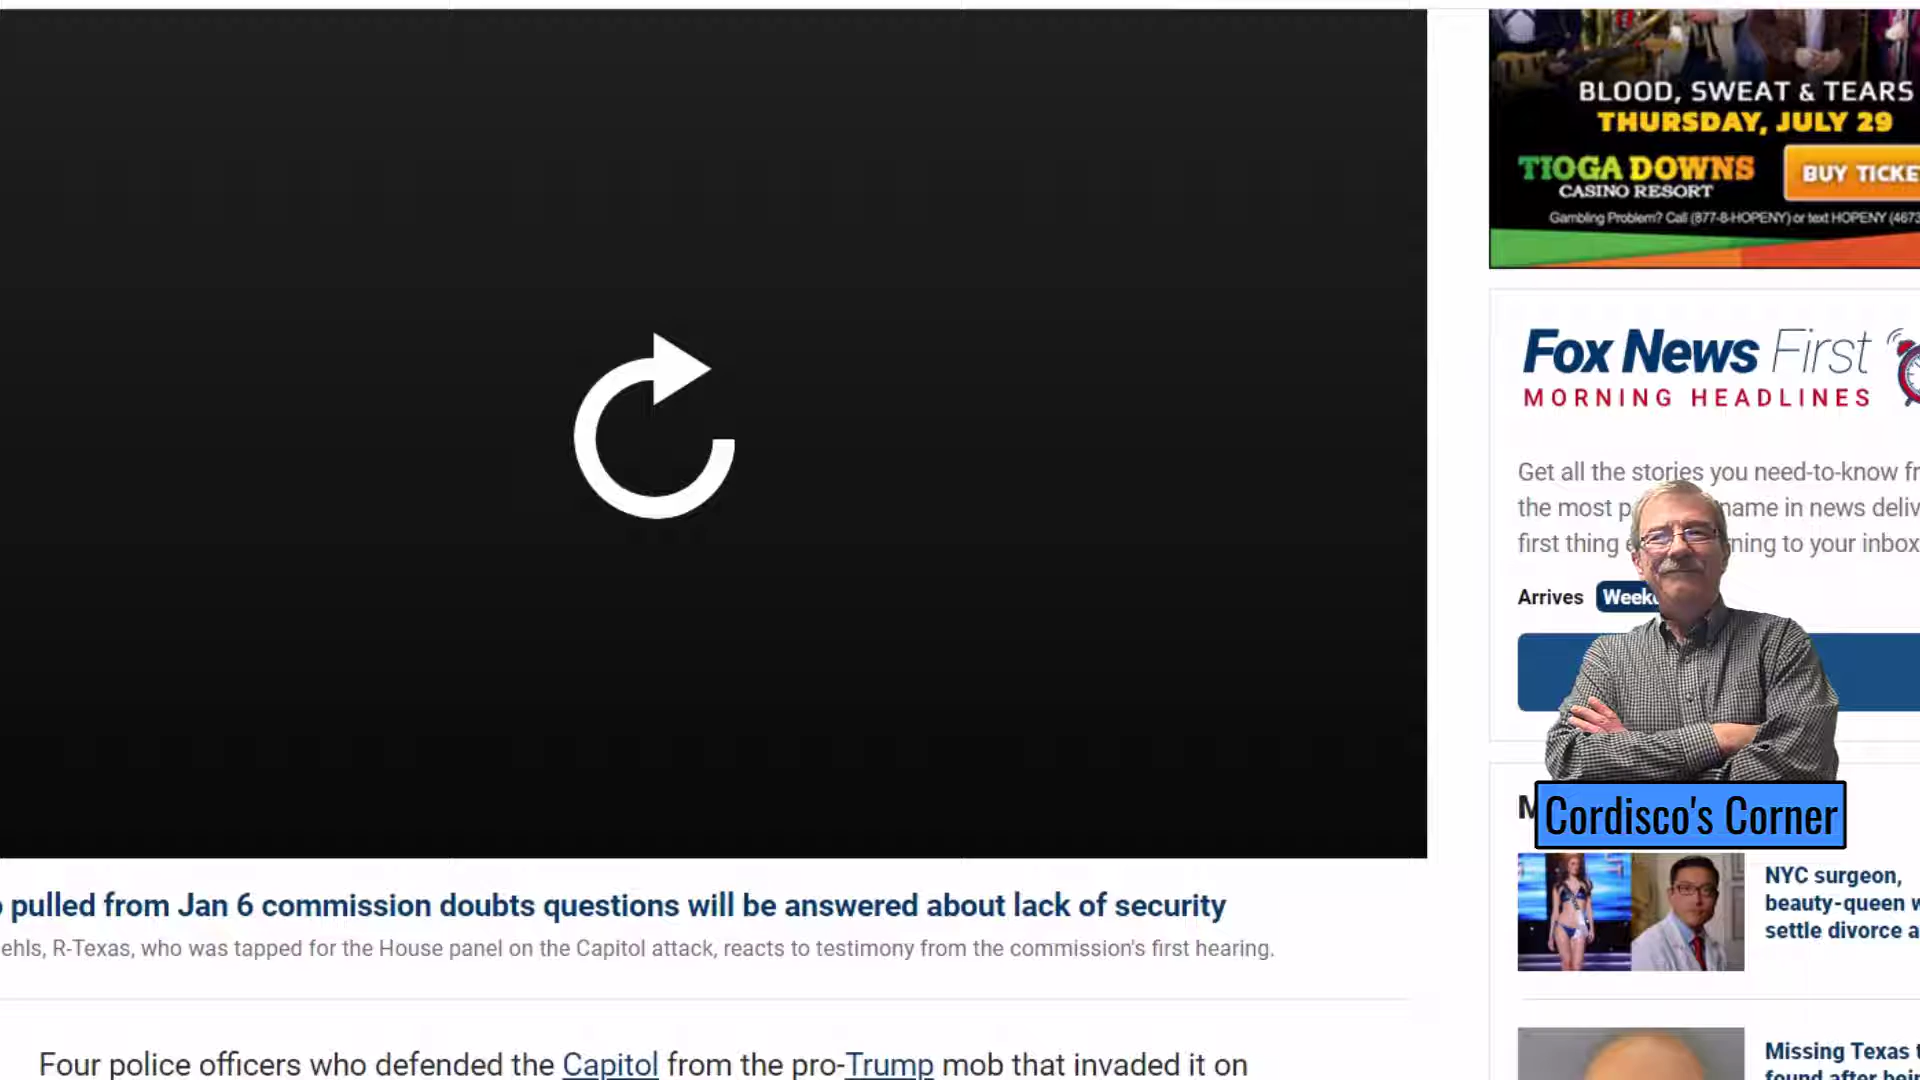 BLOOD, SWEAT & TEARS
THURSDAY, JULY 29
TIOGA DOWNS
CASINO RESORT
BUY TICKE
Gambling Problem? Call (877-8-HOPENY) or text HOPENY (4673
Fox News First
MORNING HEADLINES
Get all the stories you need-to-know fr
the most p name in news deliv
first thing ning to your inbox
Arrives Week
Cordisco's Corner
NYC surgeon,
beauty-queen w
settle divorce a
Missing Texas t
found after bei
pulled from Jan 6 commission doubts questions will be answered about lack of security
ehls, R-Texas, who was tapped for the House panel on the Capitol attack, reacts to testimony from the commission's first hearing.
Four police officers who defended the Capitol from the pro-Trump mob that invaded it on